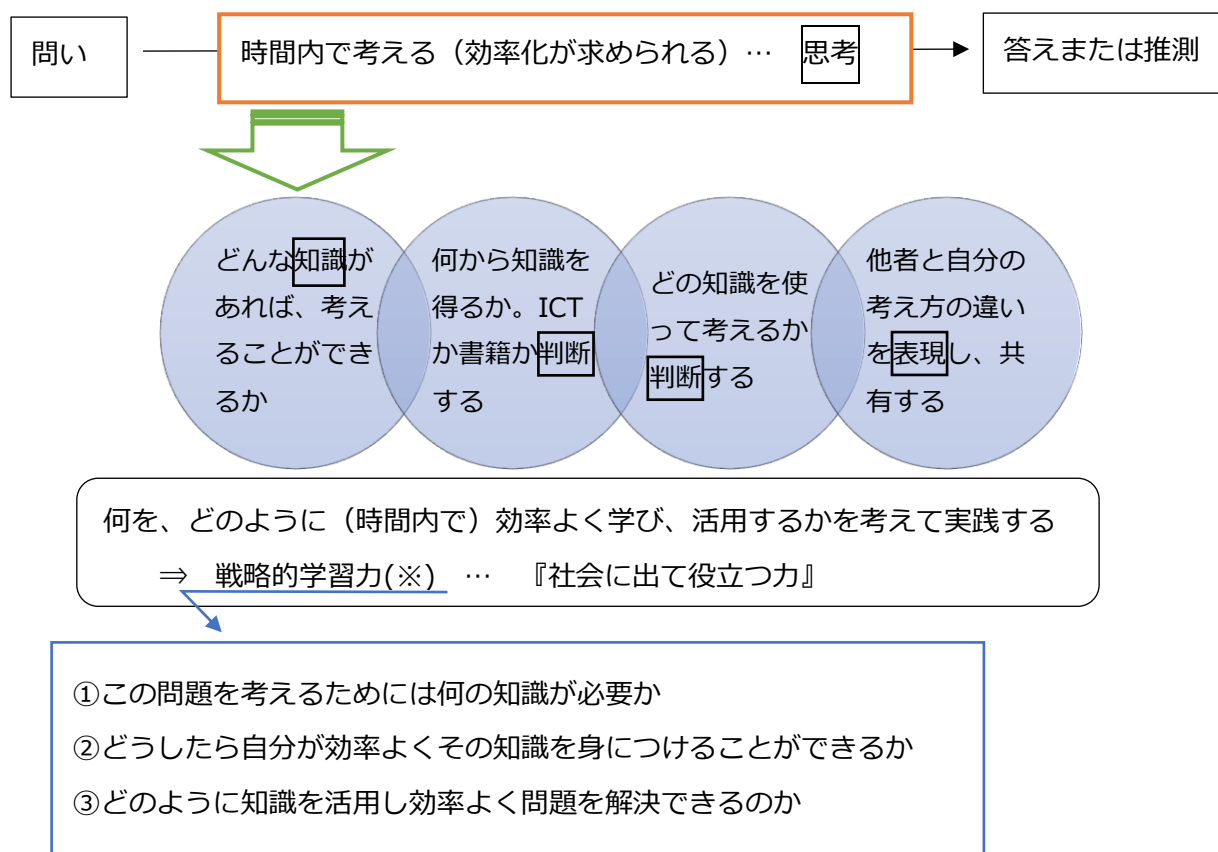 問い
時間内で考える（効率化が求められる）… 思考
答えまたは推測
どんな知識が
あれば、考え
ることができ
るか
何から知識を
得るか。ICT
か書籍か判断
する
どの知識を使
って考えるか
判断する
他者と自分の
考え方の違い
を表現し、共
有する
何を、どのように（時間内で）効率よく学び、活用するかを考えて実践する
⇒ 戦略的学習力(※) … 『社会に出て役立つ力』
①この問題を考えるためには何の知識が必要か
②どうしたら自分が効率よくその知識を身につけることができるか
③どのように知識を活用し効率よく問題を解決できるのか